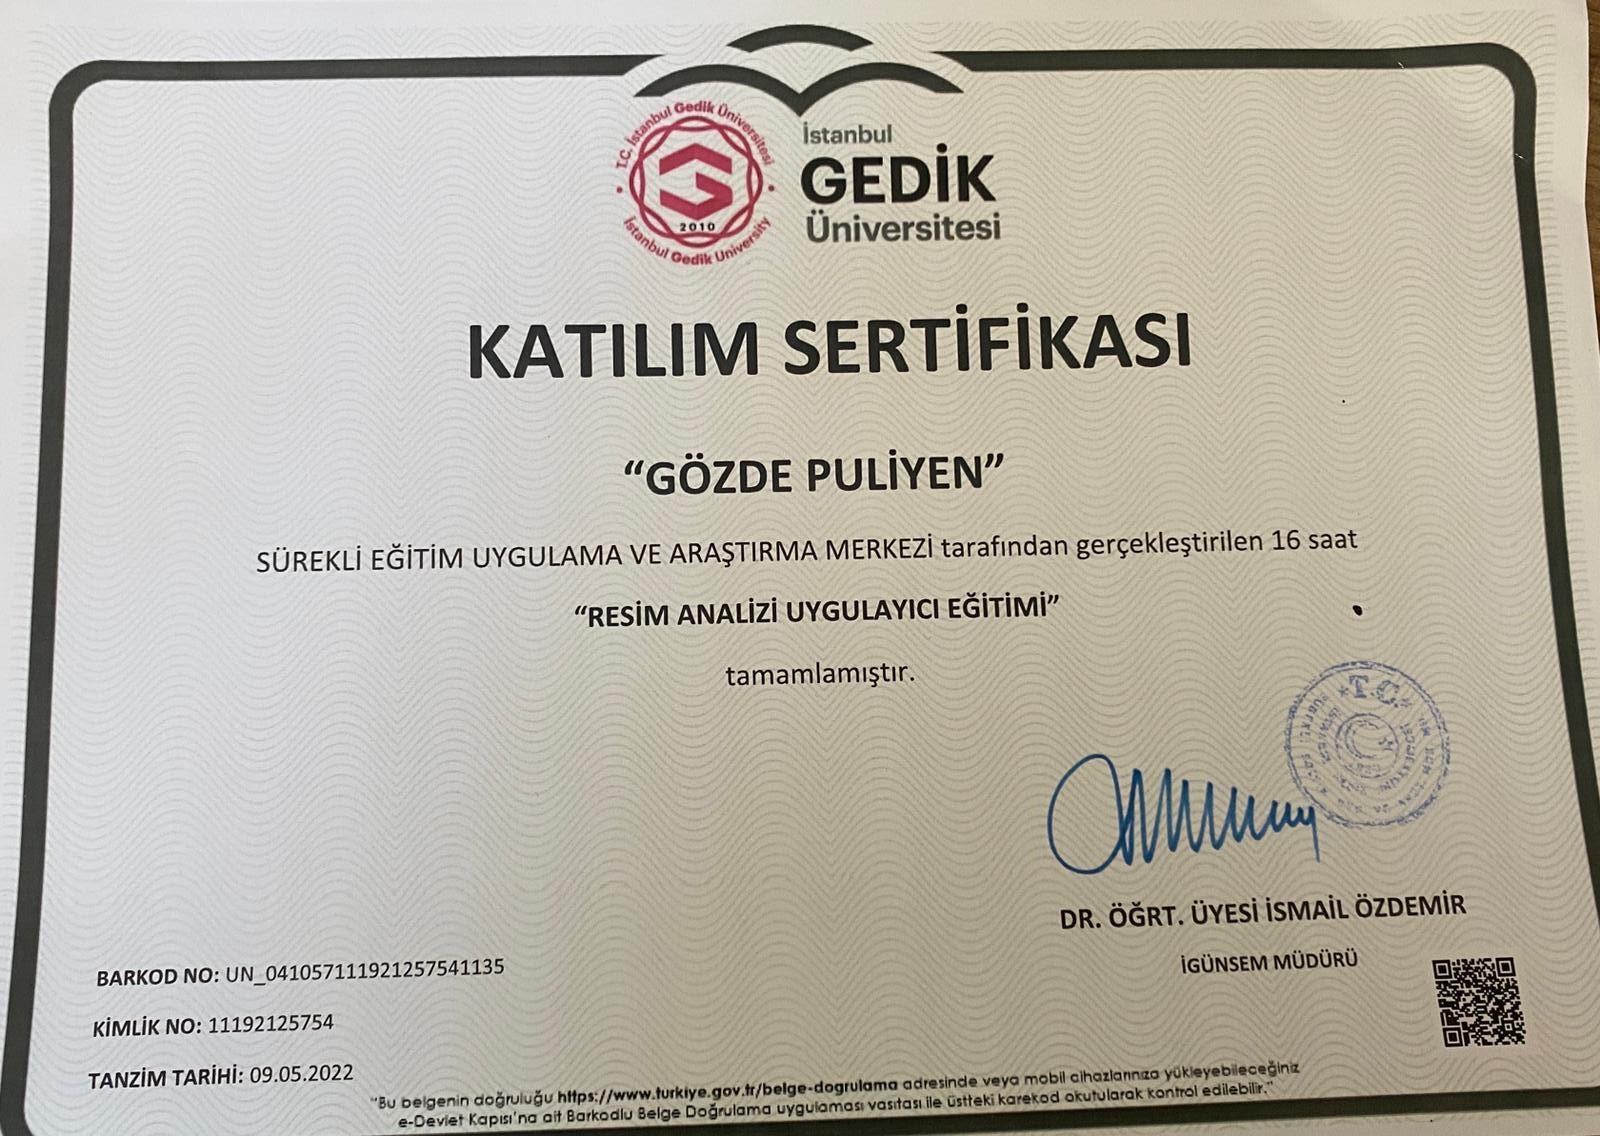 T.C. İstanbul Gedik Üniversitesi
2010
İstanbul Gedik University
İstanbul
GEDİK
Üniversitesi
KATILIM SERTİFİKASI
“GÖZDE PULİYEN”
SÜREKLİ EĞİTİM UYGULAMA VE ARAŞTIRMA MERKEZİ tarafından gerçekleştirilen 16 saat
“RESİM ANALİZİ UYGULAYICI EĞİTİMİ”
tamamlamıştır.
T.C.
DR. ÖĞRT. ÜYESİ İSMAİL ÖZDEMİR
İGÜNSEM MÜDÜRÜ
BARKOD NO: UN_041057111921257541135
KİMLİK NO: 11192125754
TANZİM TARİHİ: 09.05.2022
"Bu belgenin doğruluğu https://www.turkiye.gov.tr/belge-dogrulama adresinde veya mobil cihazlarınıza yükleyebileceğiniz
e-Devlet Kapısı'na ait Barkodlu Belge Doğrulama uygulaması vasıtası ile üstteki karekod okutularak kontrol edilebilir."